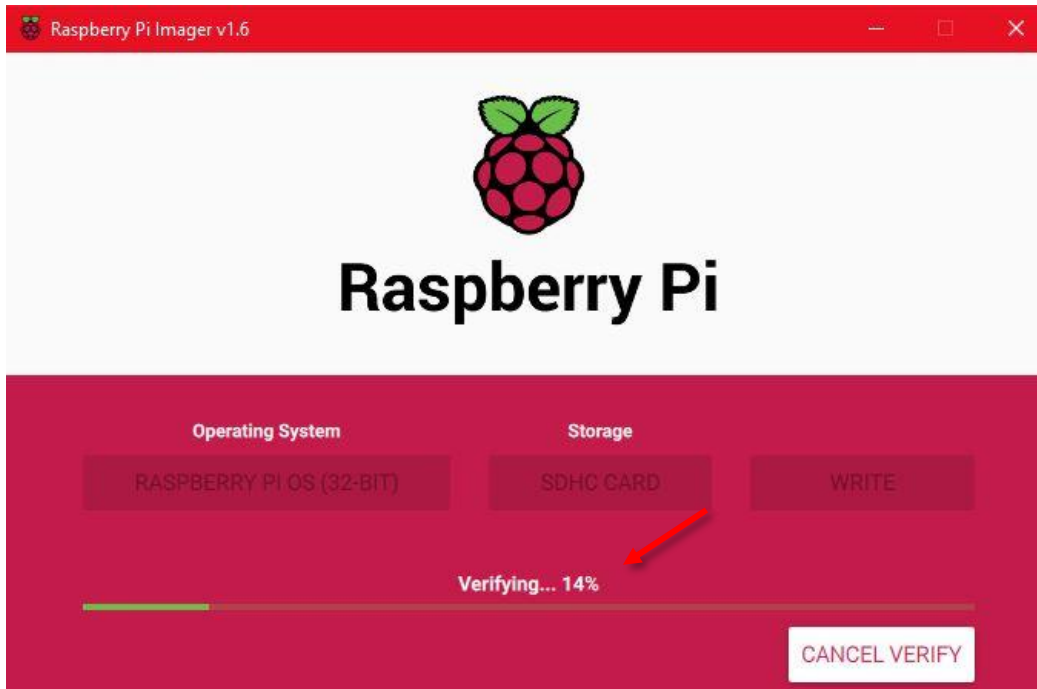 Raspberry Pi Imager v1.6
Raspberry Pi
Operating System
Storage
RASPBERRY PI OS (32-BIT)
SDHC CARD
WRITE
Verifying... 14%
CANCEL VERIFY